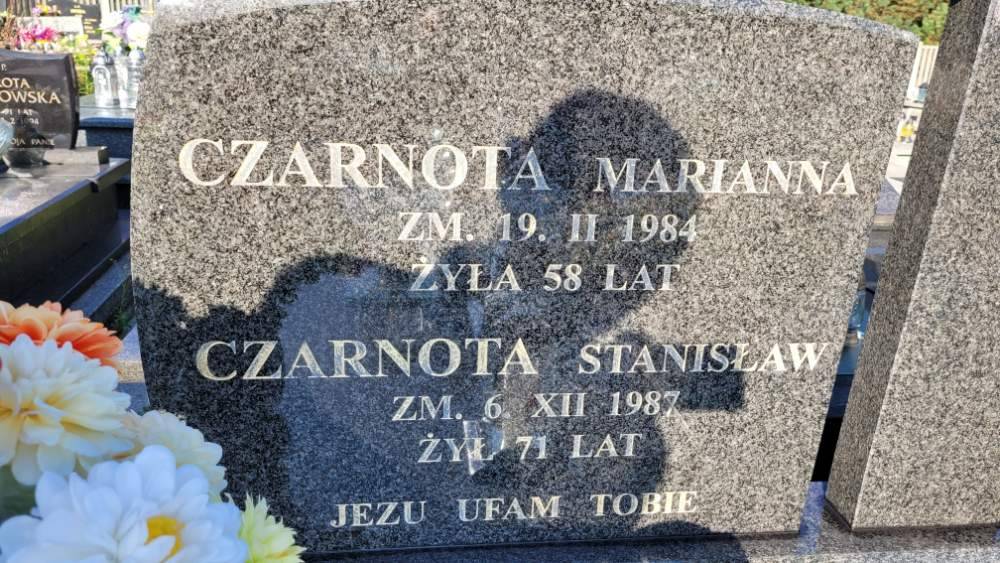 CZARNOTA MARIANNA
ZM. 19. II 1984
ŻYŁA 58 LAT
CZARNOTA STANISŁAW
ZM. 6. XII 1987
ŻYŁ 71 LAT
JEZU UFAM TOBIE